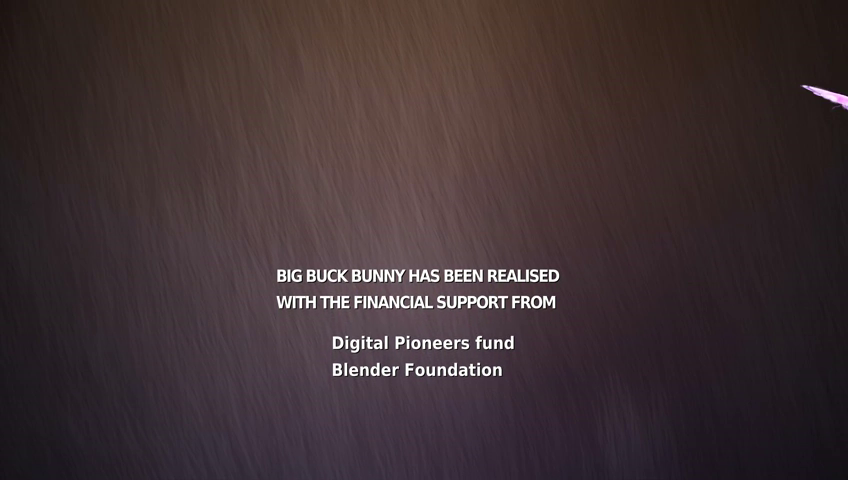 BIG BUCK BUNNY HAS BEEN REALISED
WITH THE FINANCIAL SUPPORT FROM
Digital Pioneers fund
Blender Foundation